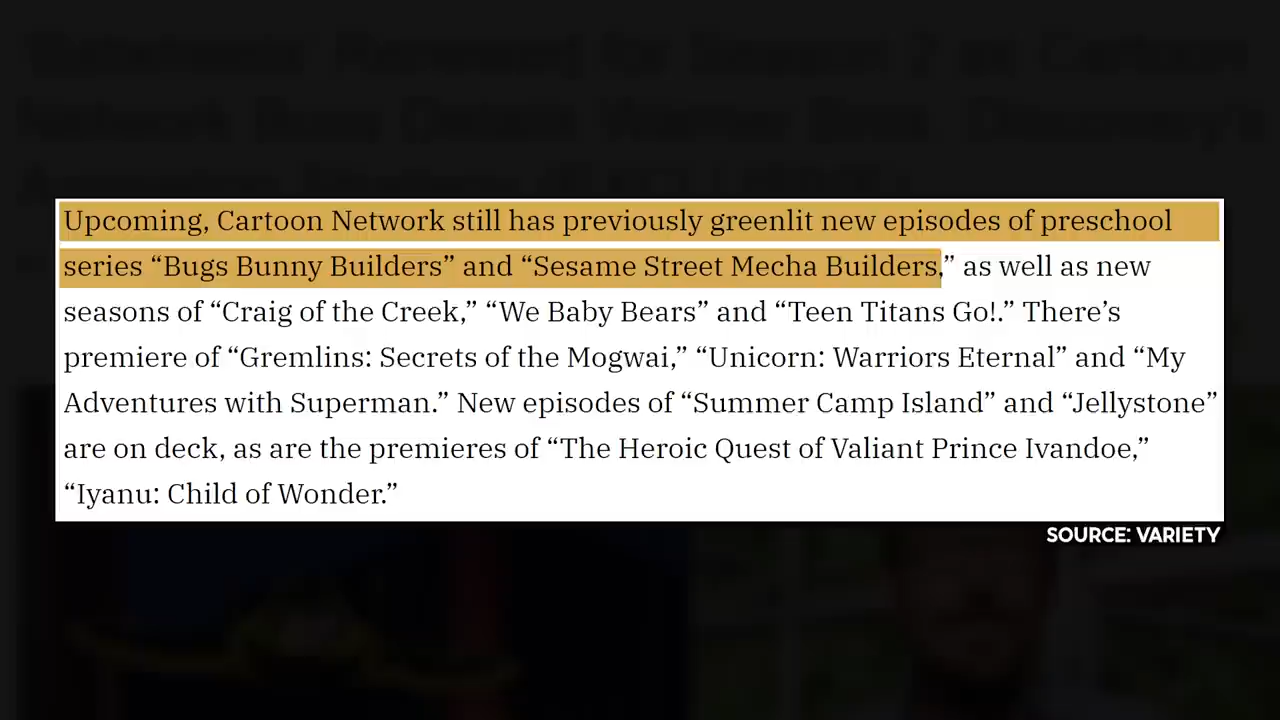 Upcoming, Cartoon Network still has previously greenlit new episodes of preschool
series “Bugs Bunny Builders” and “Sesame Street Mecha Builders,” as well as new
seasons of “Craig of the Creek,” “We Baby Bears” and “Teen Titans Go!.” There’s
premiere of “Gremlins: Secrets of the Mogwai,” “Unicorn: Warriors Eternal” and “My
Adventures with Superman.” New episodes of “Summer Camp Island” and “Jellystone”
are on deck, as are the premieres of “The Heroic Quest of Valiant Prince Ivandoe,”
“Iyanu: Child of Wonder.”
SOURCE: VARIETY